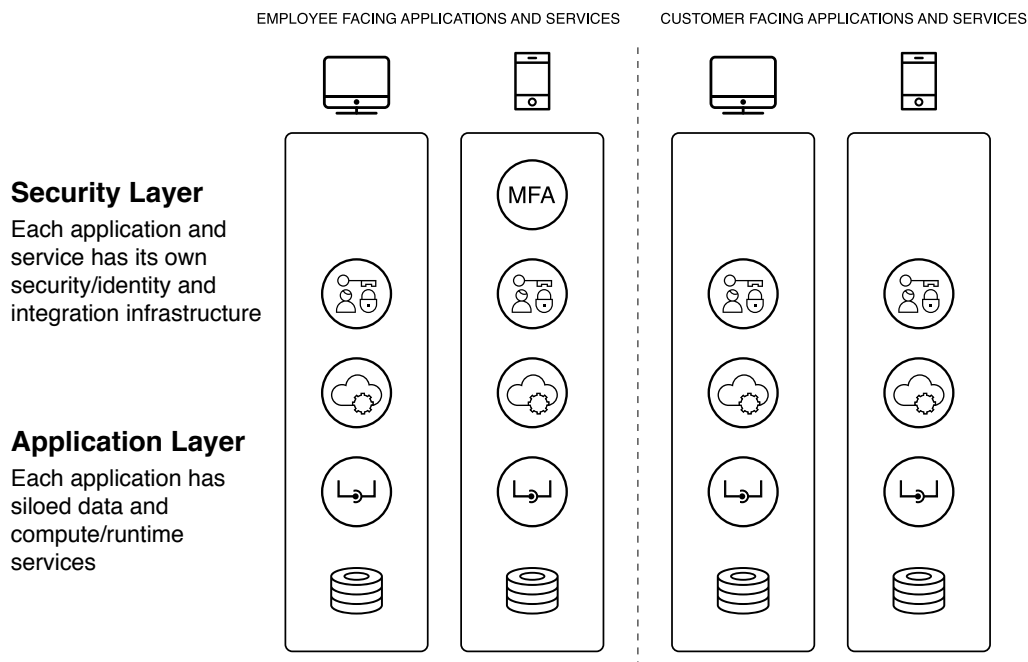 EMPLOYEE FACING APPLICATIONS AND SERVICES
CUSTOMER FACING APPLICATIONS AND SERVICES
MFA
Security Layer
Each application and
service has its own
security/identity and
integration infrastructure
Application Layer
Each application has
siloed data and
compute/runtime
services